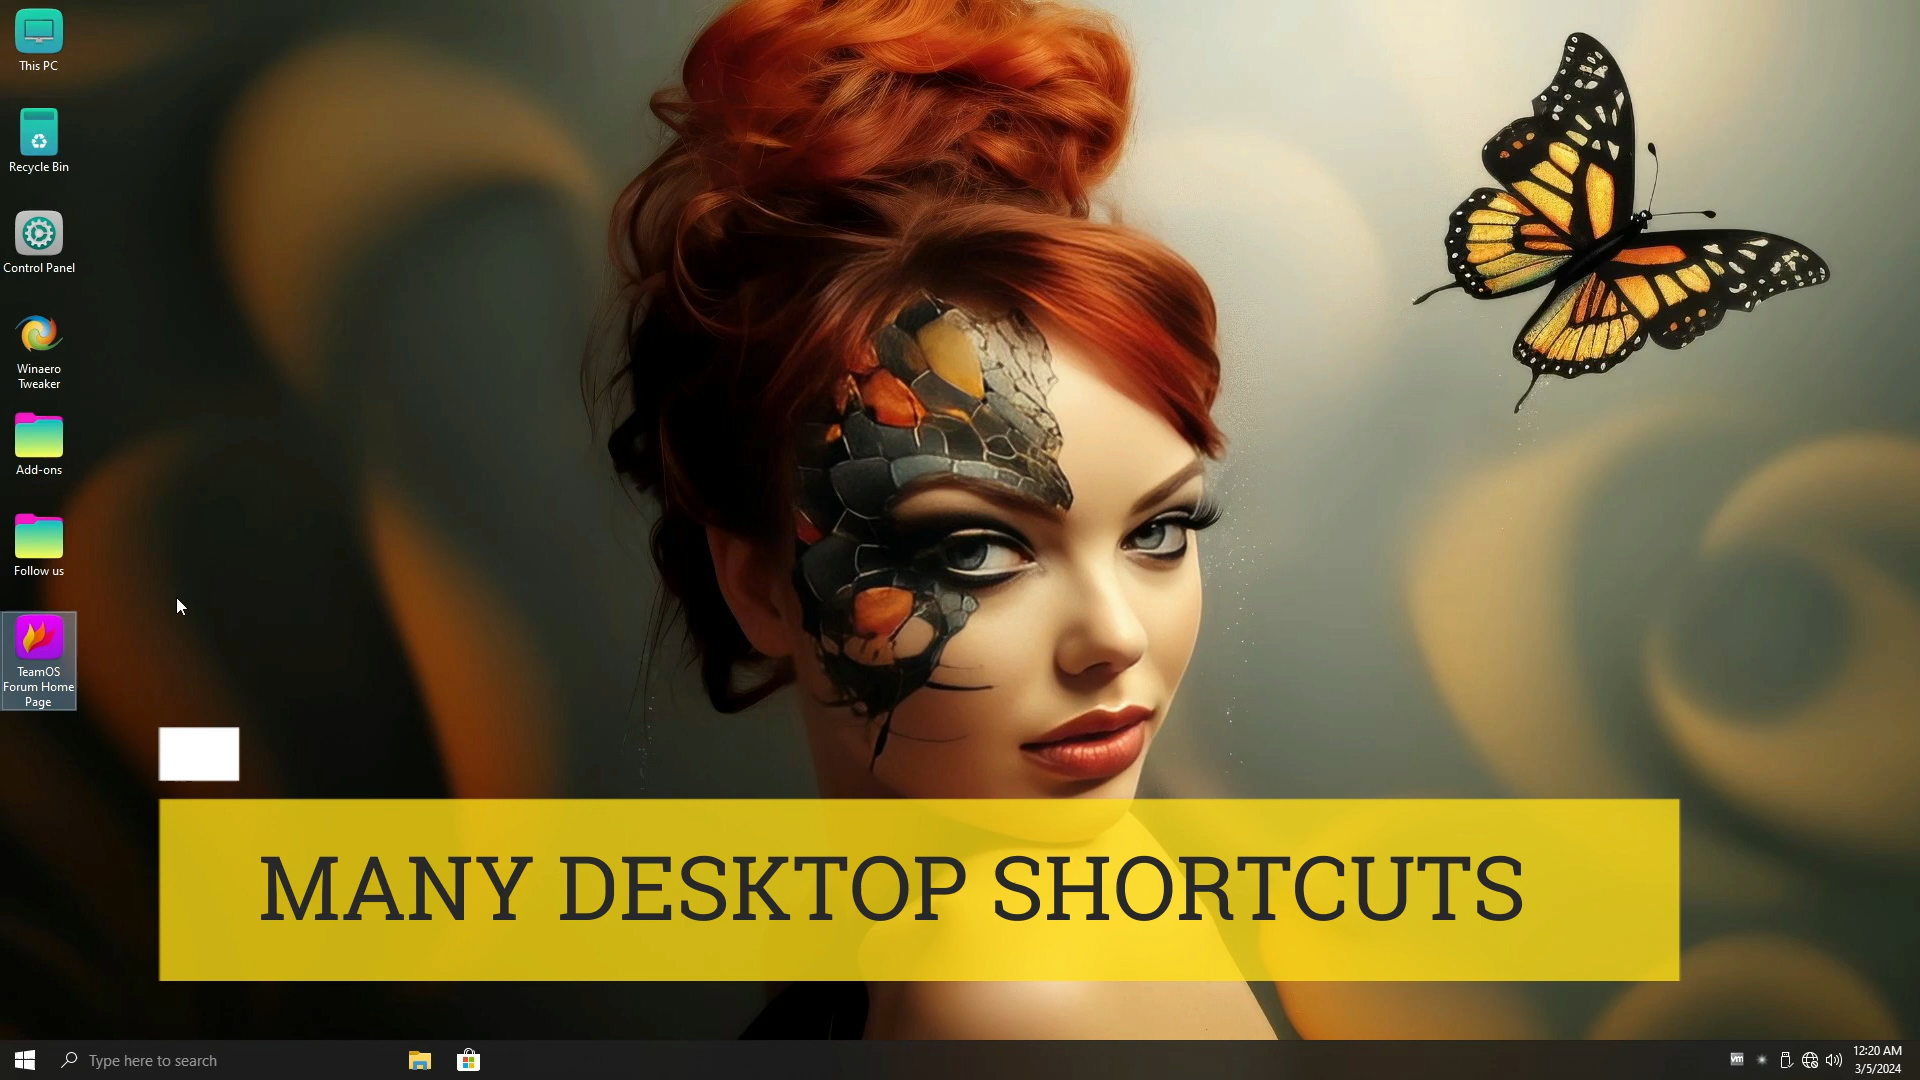 This PC
Recycle Bin
Control Panel
Winaero
Tweaker
Add-ons
Follow us
TeamOS
Forum Home
Page
MANY DESKTOP SHORTCUTS
Type here to search
vm
12:20 AM
3/5/2024